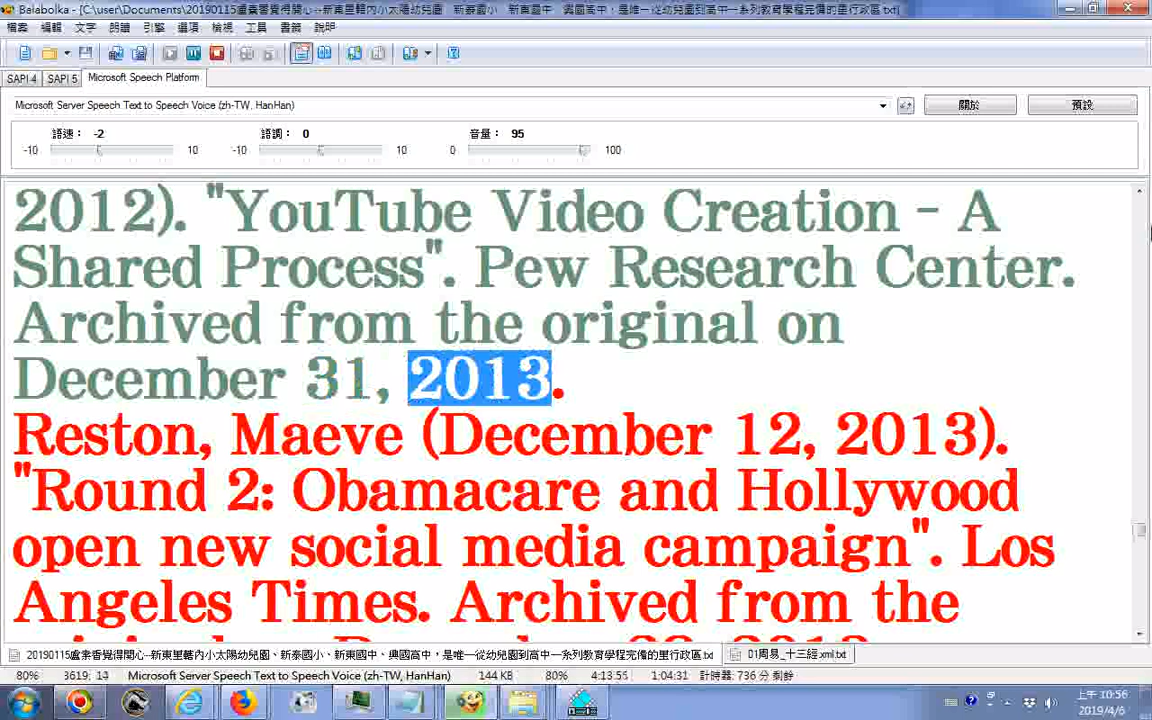 Balabolka - [C:\user\Documents\20190115盧素香覺得開心--新東里轄內小太陽幼兒園 新泰國小 新東國中 興國高中, 是唯一從幼兒園到高中一系列教育學程完備的里行政區.txt]
檔案 編輯 文字 朗讀 引擎 選項 檢視 工具 書籤 說明
SAPI 4 SAPI 5 Microsoft Speech Platform
Microsoft Server Speech Text to Speech Voice (zh-TW, HanHan) 關於 預設
語速: -2 語調: 0 音量: 95
-10 10 -10 10 0 100
2012). "YouTube Video Creation - A
Shared Process". Pew Research Center.
Archived from the original on
December 31, 2013.
Reston, Maeve (December 12, 2013).
"Round 2: Obamacare and Hollywood
open new social media campaign". Los
Angeles Times. Archived from the
20190115盧素香覺得開心--新東里轄內小太陽幼兒園、新泰國小、新東國中、興國高中, 是唯一從幼兒園到高中一系列教育學程完備的里行政區.txt 01周易_十三經.xml.txt
80% 3619, 14 Microsoft Server Speech Text to Speech Voice (zh-TW, HanHan) 144 KB 80% 4:13:55 1:04:31 計時器: 736 分 剩餘
上午 10:56
2019/4/6